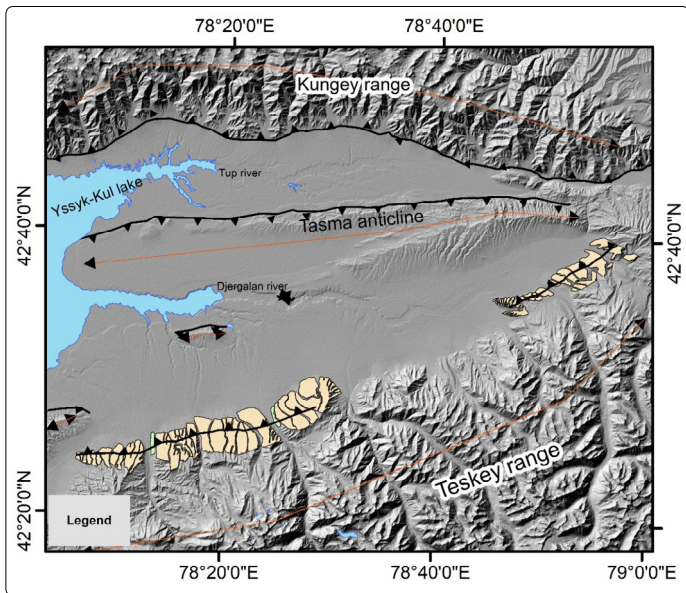 78°20'0"E
78°40'0"E
Kungey range
Yssyk-Kul lake
Tup river
42°40'0"N
Tasma anticline
42°40'0"N
Djergalan river
Teskey range
42°20'0"N
Legend
78°20'0"E
78°40'0"E
79°0'0"E